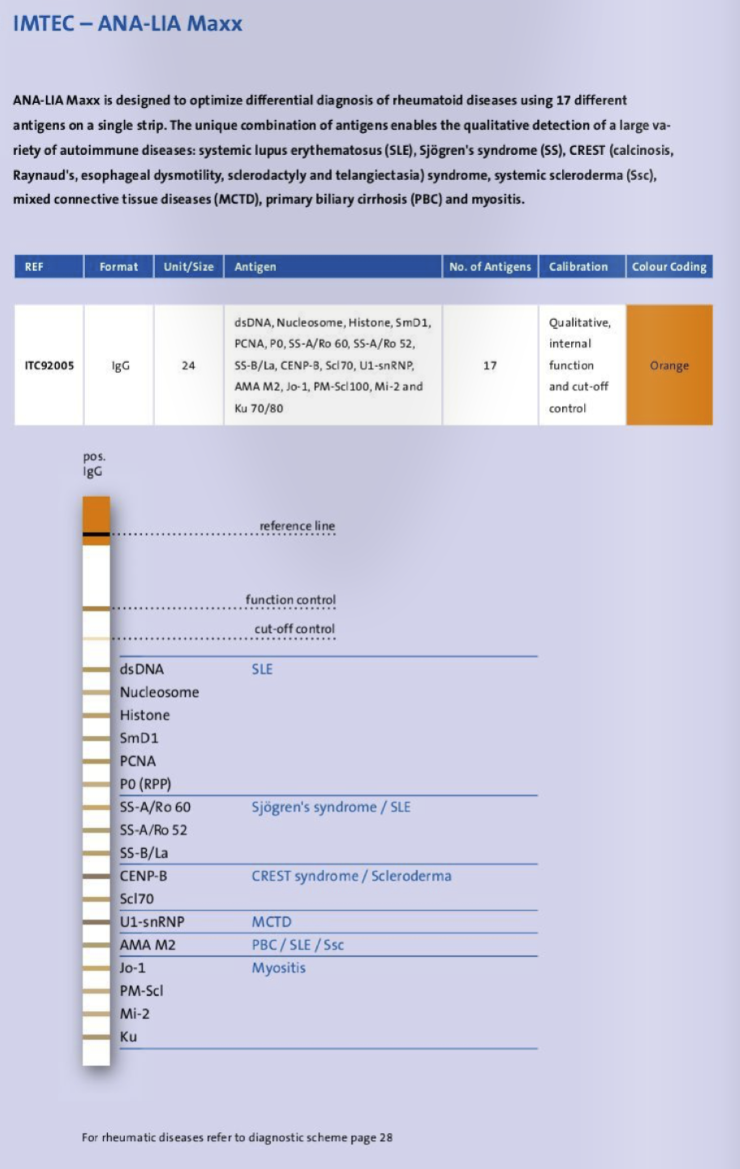 IMTEC – ANA-LIA Maxx
ANA-LIA Maxx is designed to optimize differential diagnosis of rheumatoid diseases using 17 different
antigens on a single strip. The unique combination of antigens enables the qualitative detection of a large va-
riety of autoimmune diseases: systemic lupus erythematosus (SLE), Sjögren's syndrome (SS), CREST (calcinosis,
Raynaud's, esophageal dysmotility, sclerodactyly and telangiectasia) syndrome, systemic scleroderma (Ssc),
mixed connective tissue diseases (MCTD), primary biliary cirrhosis (PBC) and myositis.
REF Format Unit/Size Antigen No. of Antigens Calibration Colour Coding
dsDNA, Nucleosome, Histone, SmD1, Qualitative,
PCNA, P0, SS-A/Ro 60, SS-A/Ro 52, internal
ITC92005 IgG 24 SS-B/La, CENP-B, Scl70, U1-snRNP, 17 function Orange
AMA M2, Jo-1, PM-Scl100, Mi-2 and and cut-off
Ku 70/80 control
pos.
IgG
reference line
function control
cut-off control
dsDNA SLE
Nucleosome
Histone
SmD1
PCNA
P0 (RPP)
SS-A/Ro 60 Sjögren's syndrome / SLE
SS-A/Ro 52
SS-B/La
CENP-B CREST syndrome / Scleroderma
Scl70
U1-snRNP MCTD
AMA M2 PBC / SLE / Ssc
Jo-1 Myositis
PM-Scl
Mi-2
Ku
For rheumatic diseases refer to diagnostic scheme page 28